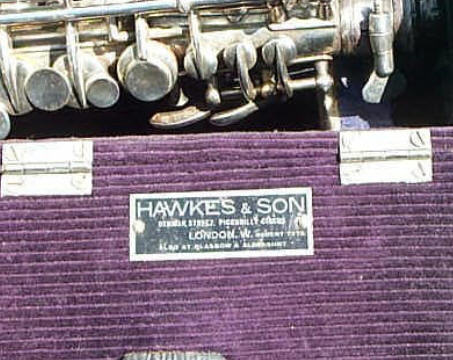 HAWKES & SON
DENMAN STREET, PICCADILLY CIRCUS
LONDON. W.
ALSO AT GLASGOW & ALDERSHOT